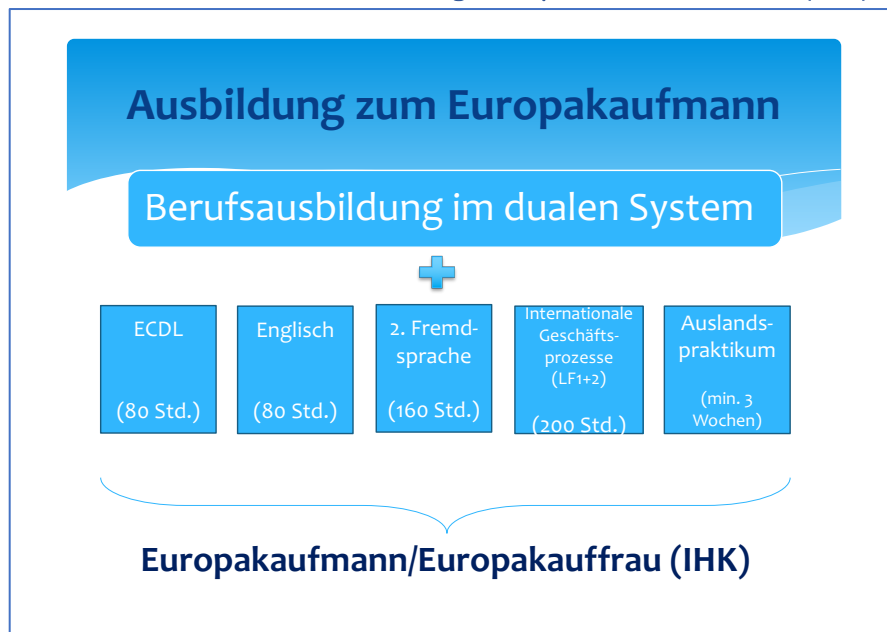 Ausbildung zum Europakaufmann
Berufsausbildung im dualen System
ECDL
(80 Std.)
Englisch
(80 Std.)
2. Fremd-
sprache
(160 Std.)
Internationale
Geschäfts-
prozesse
(LF1+2)
(200 Std.)
Auslands-
praktikum
(min. 3
Wochen)
Europakaufmann/Europakauffrau (IHK)